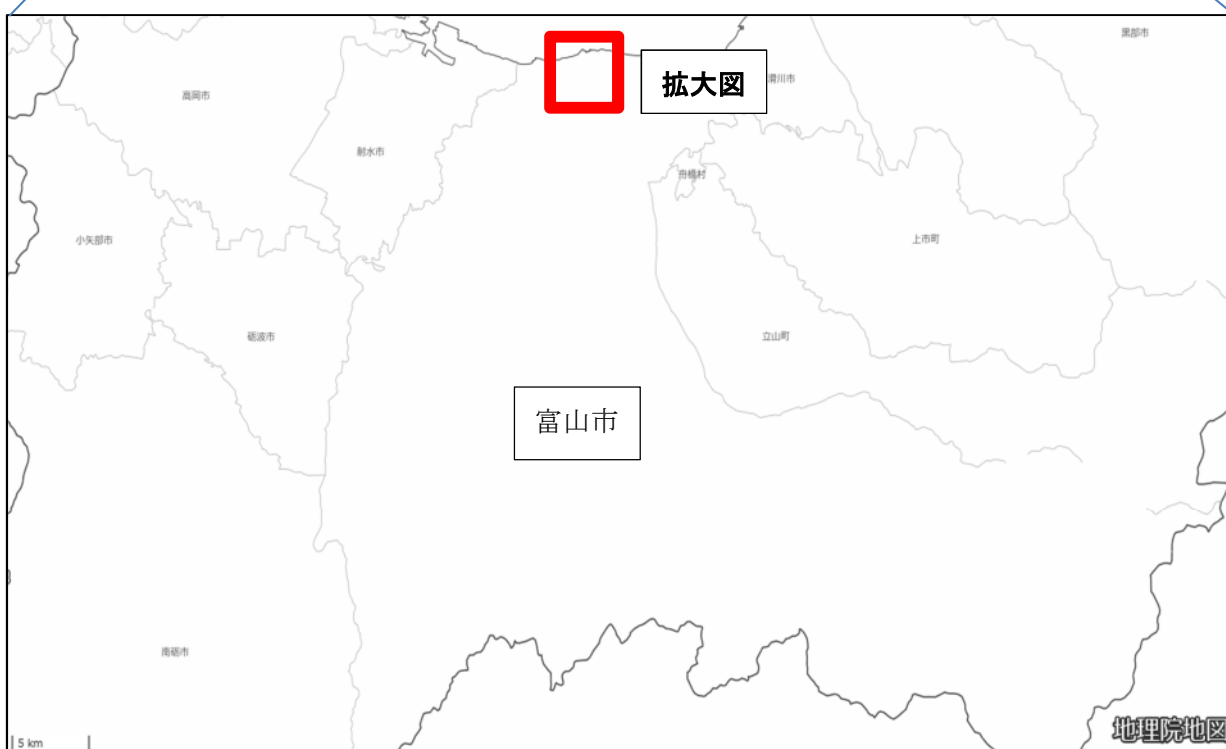 黒部市
拡大図
滑川市
高岡市
射水市
舟橋村
小矢部市
上市町
砺波市
立山町
富山市
南砺市
地理院地図
5 km